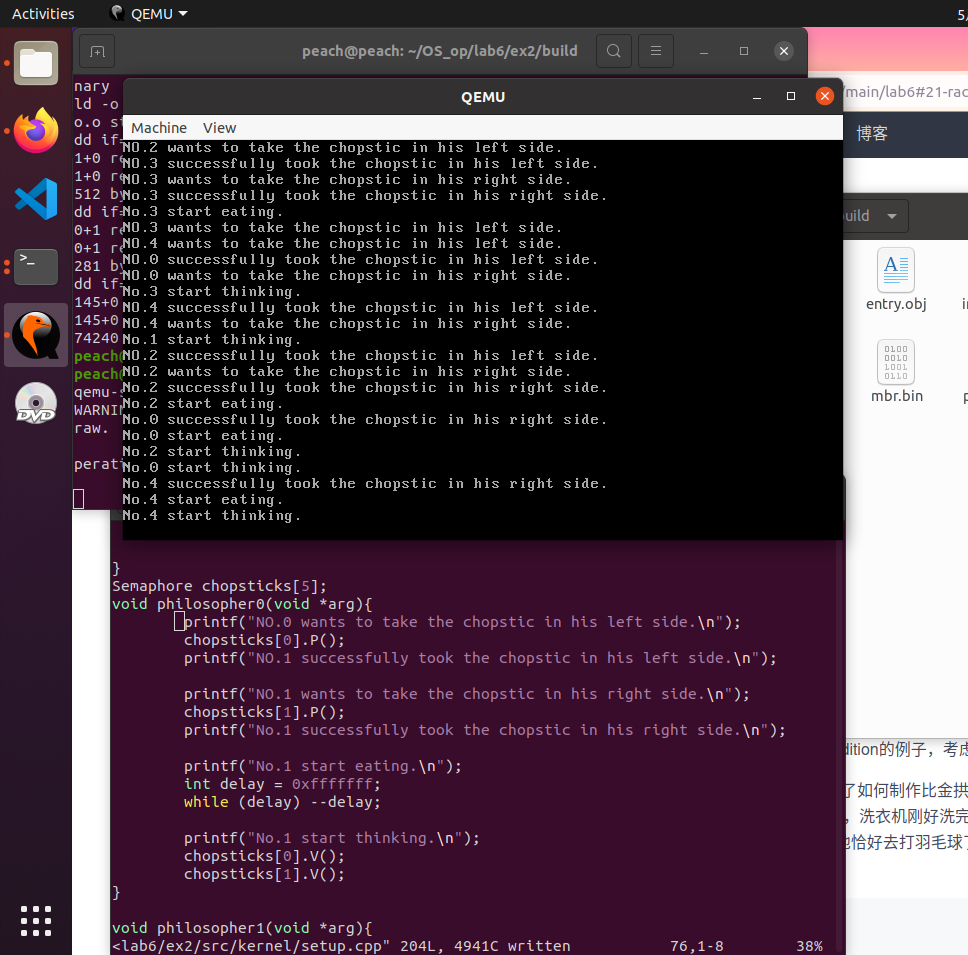 Activities
QEMU
5/
peach@peach: ~/OS_op/lab6/ex2/build
/main/lab6#21-rac
博客
build
entry.obj
mbr.bin
nary
ld -o
o.o st
dd if=
1+0 re
1+0 re
512 by
dd if=
0+1 re
0+1 re
281 by
dd if=
145+0
145+0
74240
peach@
peach@
qemu-s
WARNIN
raw.
perati
QEMU
Machine View
NO.2 wants to take the chopstic in his left side.
NO.3 successfully took the chopstic in his left side.
NO.3 wants to take the chopstic in his right side.
NO.3 successfully took the chopstic in his right side.
No.3 start eating.
NO.3 wants to take the chopstic in his left side.
NO.4 wants to take the chopstic in his left side.
NO.0 successfully took the chopstic in his left side.
NO.0 wants to take the chopstic in his right side.
No.3 start thinking.
NO.4 successfully took the chopstic in his left side.
NO.4 wants to take the chopstic in his right side.
No.1 start thinking.
NO.2 successfully took the chopstic in his left side.
NO.2 wants to take the chopstic in his right side.
No.2 successfully took the chopstic in his right side.
No.2 start eating.
No.0 successfully took the chopstic in his right side.
No.0 start eating.
No.2 start thinking.
No.0 start thinking.
No.4 successfully took the chopstic in his right side.
No.4 start eating.
No.4 start thinking.
}
Semaphore chopsticks[5];
void philosopher0(void *arg){
printf("NO.0 wants to take the chopstic in his left side.\n");
chopsticks[0].P();
printf("NO.1 successfully took the chopstic in his left side.\n");
printf("NO.1 wants to take the chopstic in his right side.\n");
chopsticks[1].P();
printf("No.1 successfully took the chopstic in his right side.\n");
printf("No.1 start eating.\n");
int delay = 0xfffffff;
while (delay) --delay;
printf("No.1 start thinking.\n");
chopsticks[0].V();
chopsticks[1].V();
}
void philosopher1(void *arg){
<lab6/ex2/src/kernel/setup.cpp" 204L, 4941C written 76,1-8 38%
dition的例子，考虑
了如何制作比金拱
，洗衣机刚好洗完
他恰好去打羽毛球了
DVD